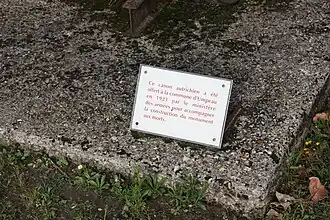 Ce canon autrichien a été
offert à la commune d'Umpeau
en 1921 par le ministère
des armées pour accompagner
la construction du monument
aux morts.